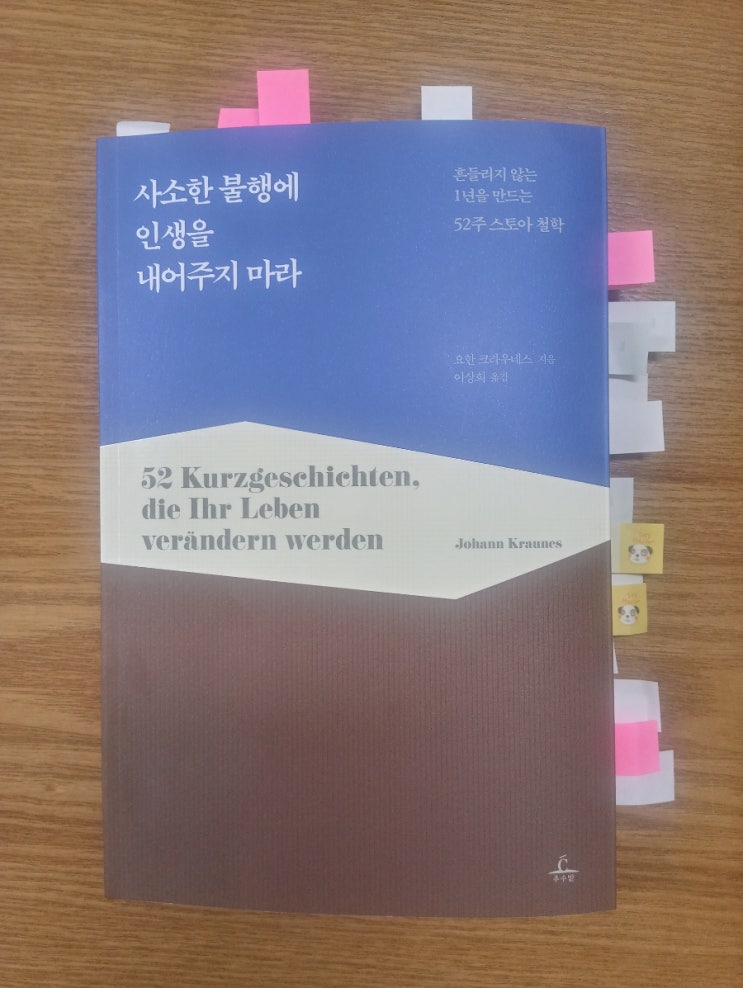 사소한 불행에
인생을
내어주지 마라
흔들리지 않는
1년을 만드는
52주 스토아 철학
요한 크라우네스 지음
이상희 옮김
52 Kurzgeschichten,
die Ihr Leben
verändern werden
Johann Kraunes
추수밭